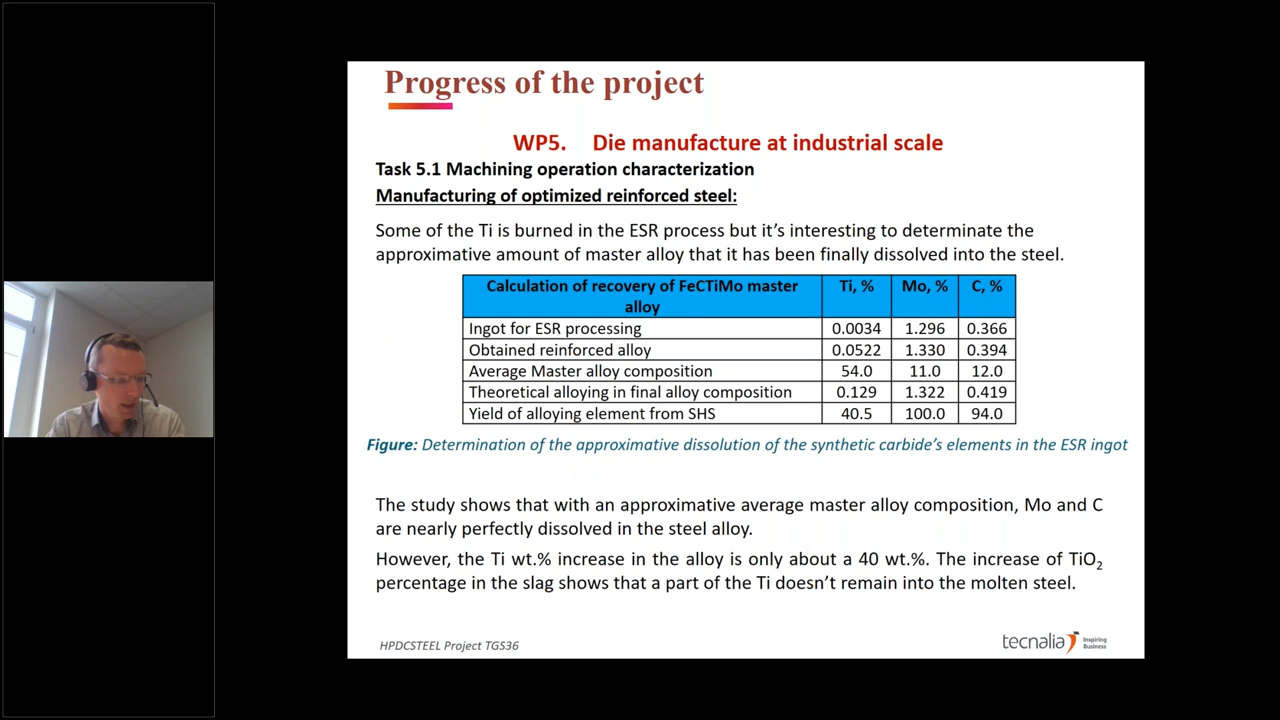 Progress of the project
WP5. Die manufacture at industrial scale
Task 5.1 Machining operation characterization
Manufacturing of optimized reinforced steel:
Some of the Ti is burned in the ESR process but it's interesting to determinate the
approximative amount of master alloy that it has been finally dissolved into the steel.
Calculation of recovery of FeCTiMo master alloy Ti, % Mo, % C, %
Ingot for ESR processing 0.0034 1.296 0.366
Obtained reinforced alloy 0.0522 1.330 0.394
Average Master alloy composition 54.0 11.0 12.0
Theoretical alloying in final alloy composition 0.129 1.322 0.419
Yield of alloying element from SHS 40.5 100.0 94.0
Figure: Determination of the approximative dissolution of the synthetic carbide's elements in the ESR ingot
The study shows that with an approximative average master alloy composition, Mo and C
are nearly perfectly dissolved in the steel alloy.
However, the Ti wt.% increase in the alloy is only about a 40 wt.%. The increase of TiO2
percentage in the slag shows that a part of the Ti doesn't remain into the molten steel.
HPDCSTEEL Project TGS36
tecnalia Inspiring
Business